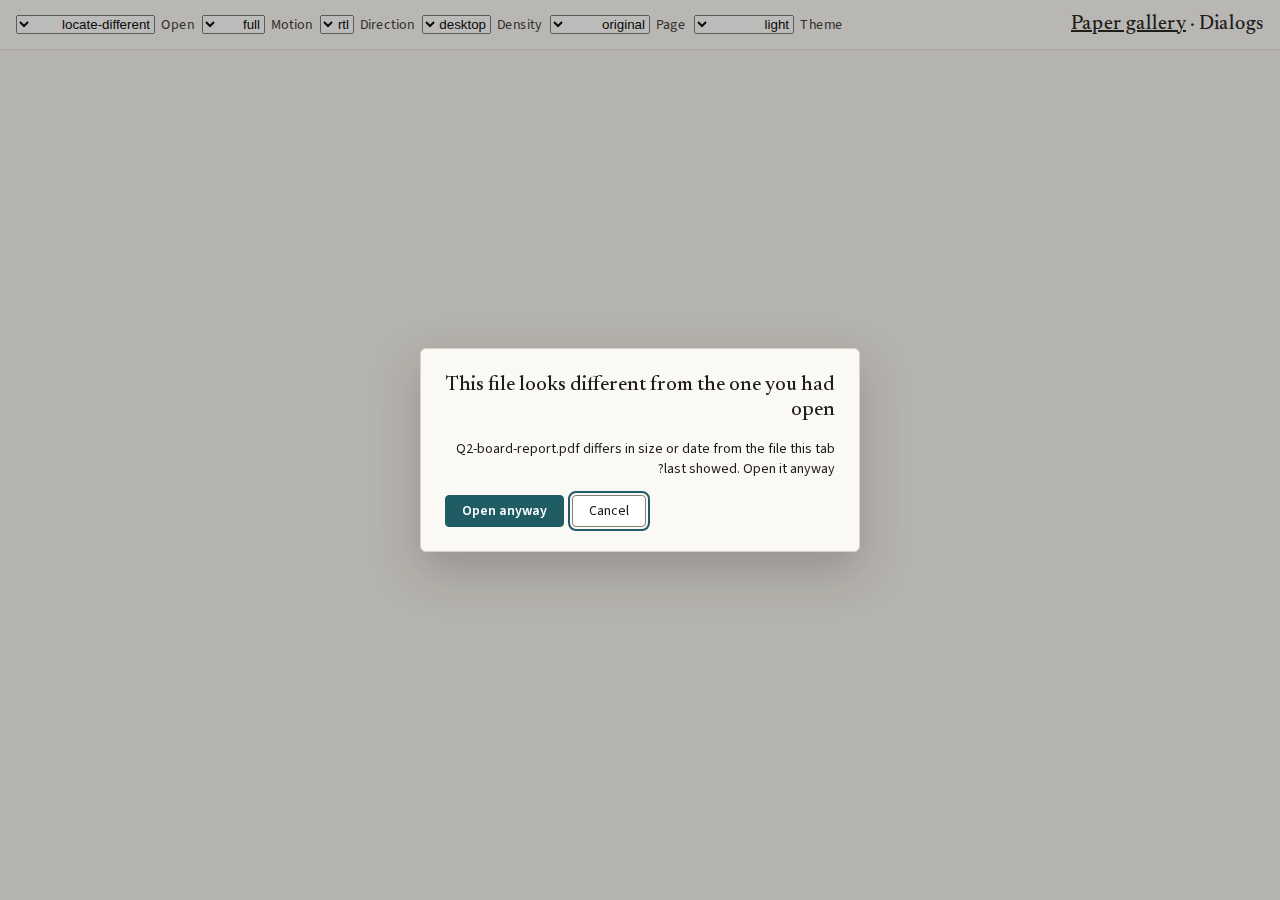 Paper gallery · Dialogs
Theme light Page original Density desktop Direction rtl Motion full Open locate-different
This file looks different from the one you had
open
Q2-board-report.pdf differs in size or date from the file this tab
last showed. Open it anyway?
Cancel Open anyway